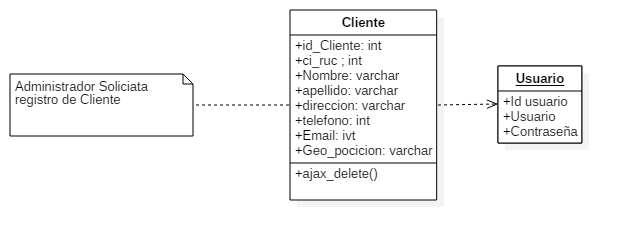 Administrador Soliciata
registro de Cliente
Cliente
+id_Cliente: int
+ci_ruc ; int
+Nombre: varchar
+apellido: varchar
+direccion: varchar
+telefono: int
+Email: ivt
+Geo_pocicion: varchar
+ajax_delete()
Usuario
+Id usuario
+Usuario
+Contraseña